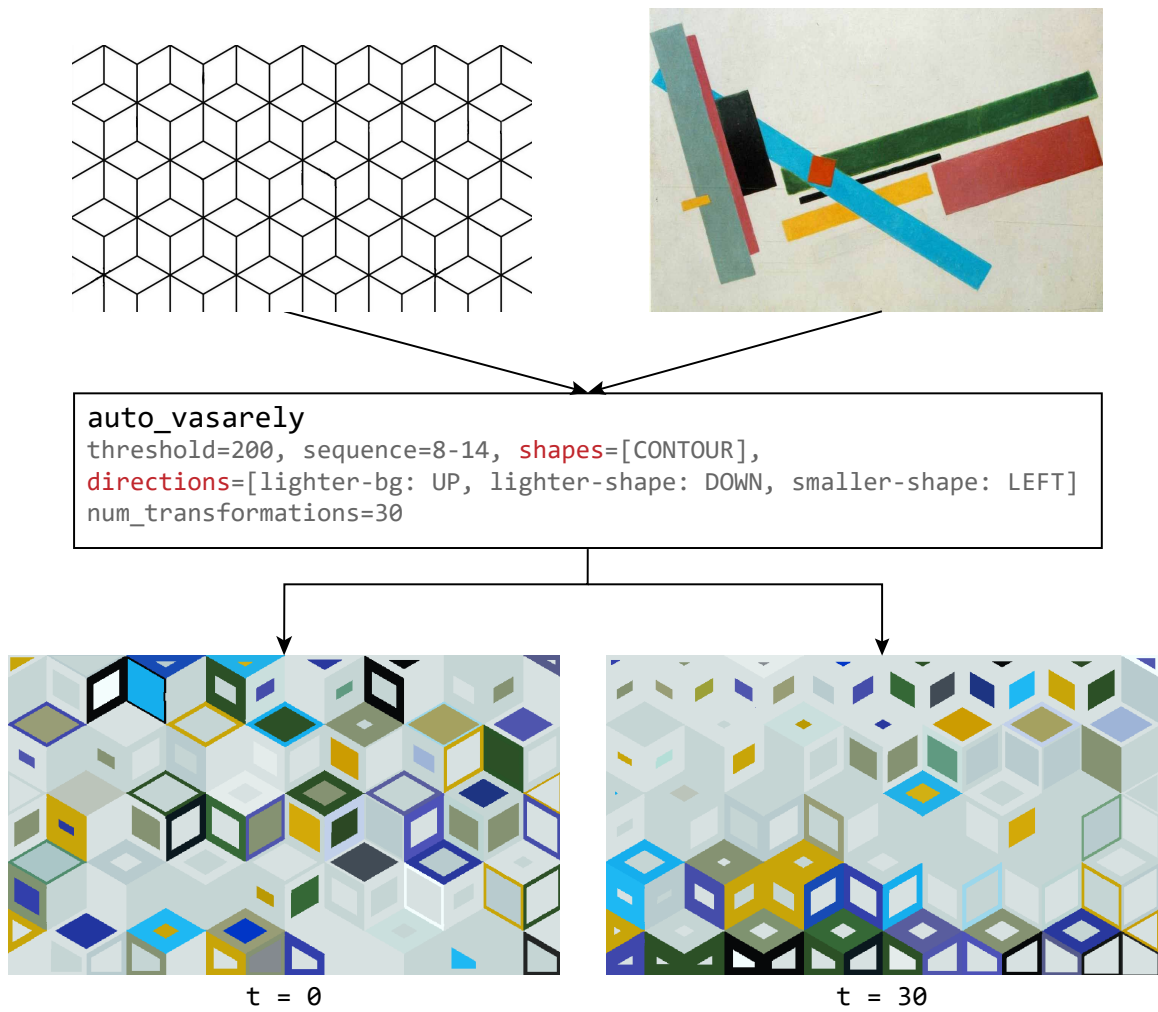 auto_vasarely
threshold=200, sequence=8-14, shapes=[CONTOUR],
directions=[lighter-bg: UP, lighter-shape: DOWN, smaller-shape: LEFT]
num_transformations=30
t = 0
t = 30